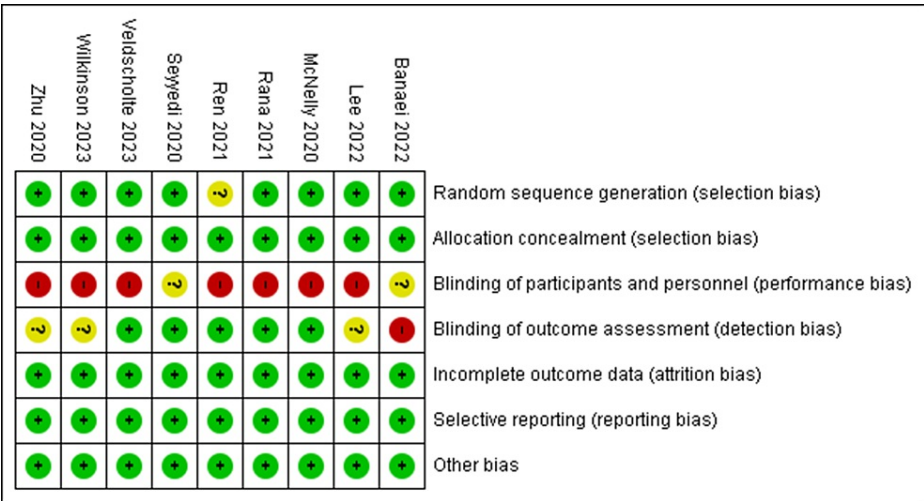 Zhu 2020
Wilkinson 2023
Veldscholte 2023
Seyyedi 2020
Ren 2021
Rana 2021
McNelly 2020
Lee 2022
Banaei 2022
+ + + + ? + + + + Random sequence generation (selection bias)
+ + + + + + + + + Allocation concealment (selection bias)
– – – ? – – – – ? Blinding of participants and personnel (performance bias)
? ? + + + + + ? – Blinding of outcome assessment (detection bias)
+ + + + + + + + + Incomplete outcome data (attrition bias)
+ + + + + + + + + Selective reporting (reporting bias)
+ + + + + + + + + Other bias